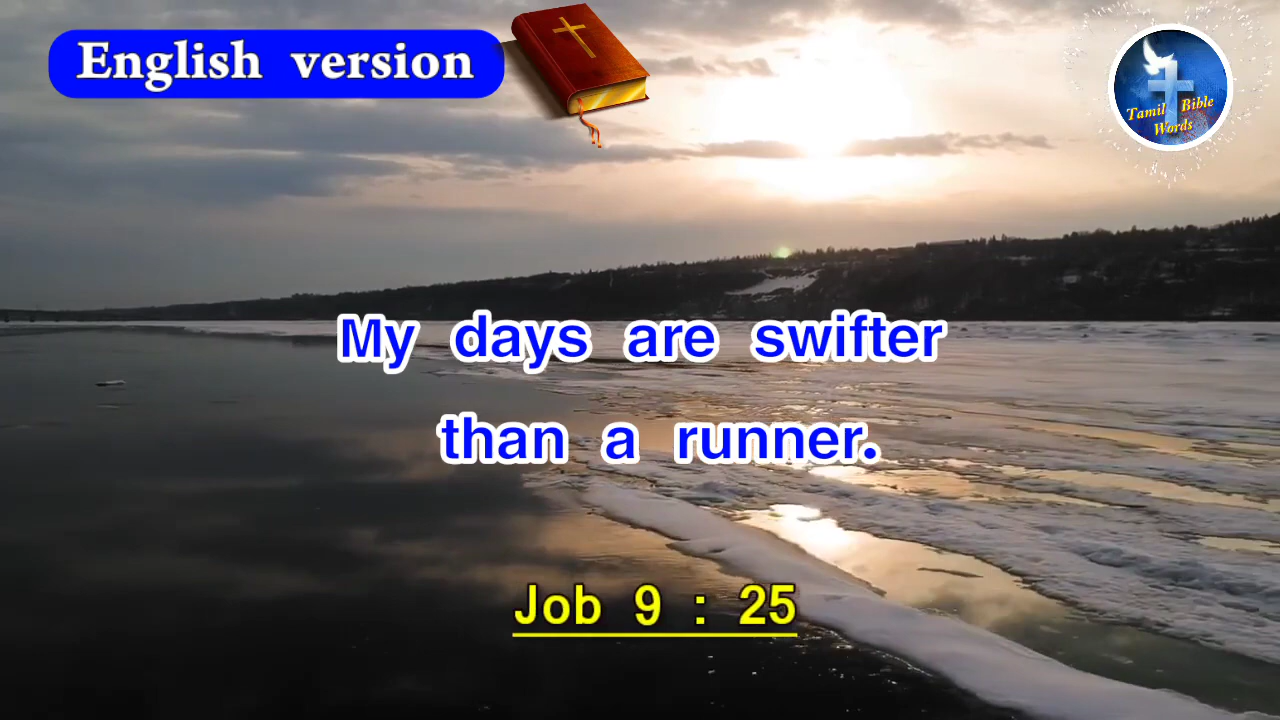 English version
Tamil Bible
Words
My days are swifter
than a runner.
Job 9 : 25